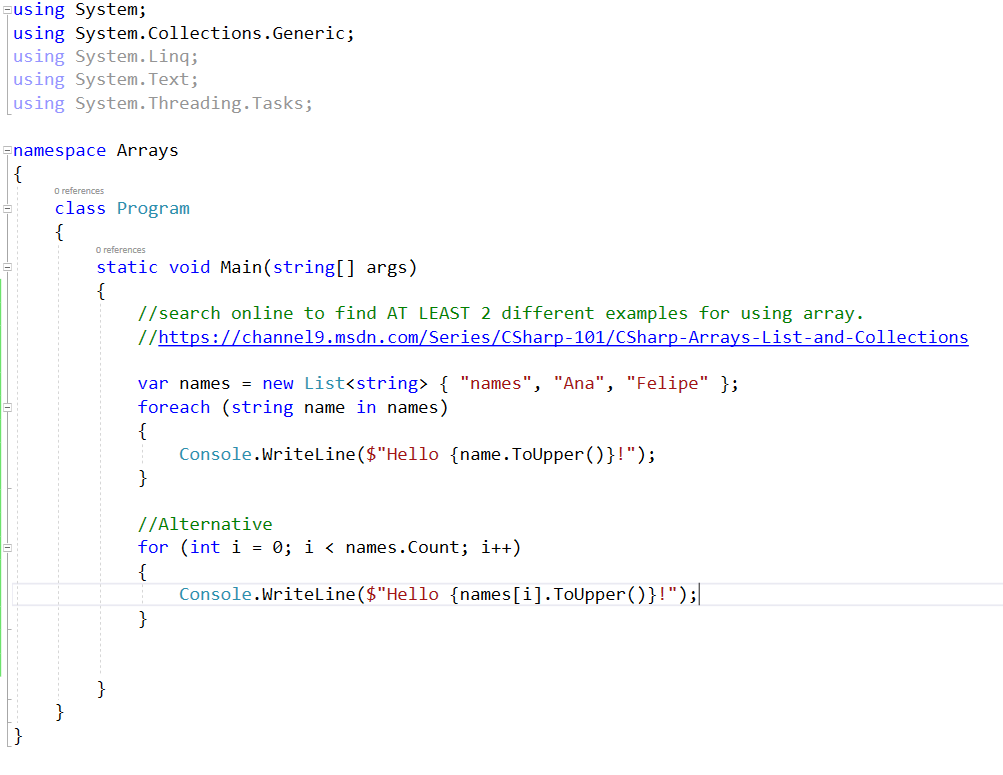 using System;
using System.Collections.Generic;
using System.Linq;
using System.Text;
using System.Threading.Tasks;

namespace Arrays
{
    0 references
    class Program
    {
        0 references
        static void Main(string[] args)
        {
            //search online to find AT LEAST 2 different examples for using array.
            //https://channel9.msdn.com/Series/CSharp-101/CSharp-Arrays-List-and-Collections

            var names = new List<string> { "names", "Ana", "Felipe" };
            foreach (string name in names)
            {
                Console.WriteLine($"Hello {name.ToUpper()}!");
            }

            //Alternative
            for (int i = 0; i < names.Count; i++)
            {
                Console.WriteLine($"Hello {names[i].ToUpper()}!");
            }

        }
    }
}